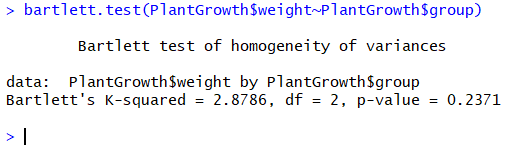 > bartlett.test(PlantGrowth$weight~PlantGrowth$group)
Bartlett test of homogeneity of variances
data:  PlantGrowth$weight by PlantGrowth$group
Bartlett's K-squared = 2.8786, df = 2, p-value = 0.2371
>